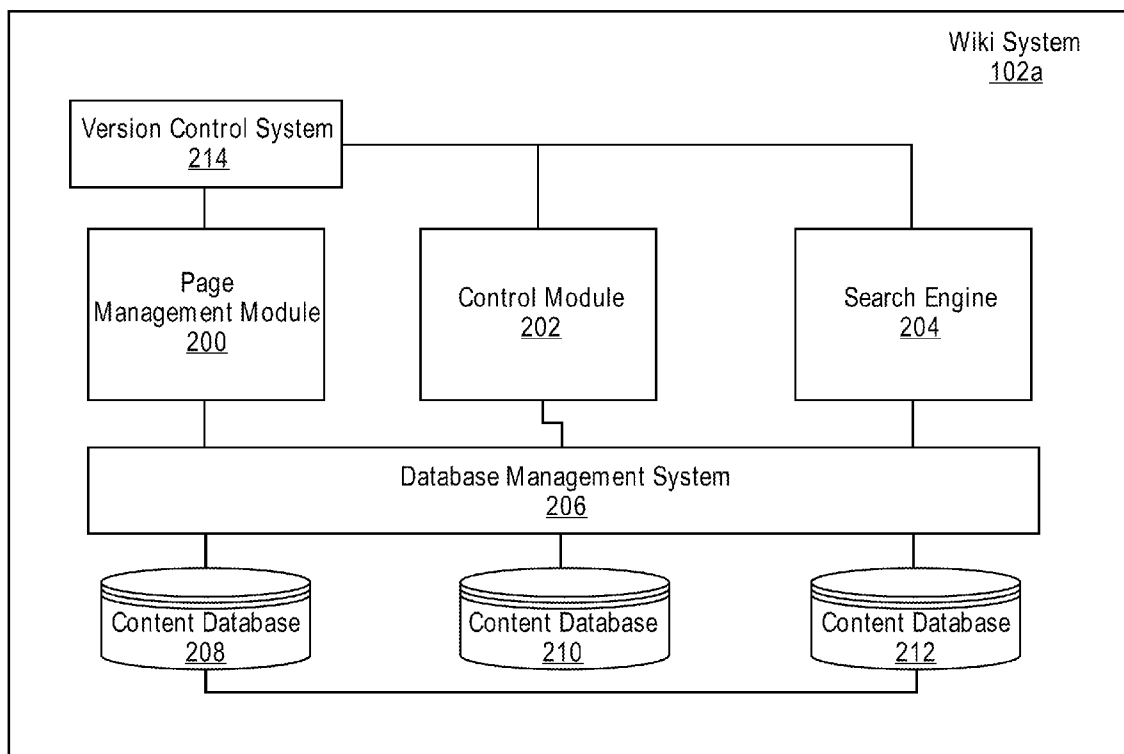 Wiki System
102a
Version Control System
214
Page
Management Module
200
Control Module
202
Search Engine
204
Database Management System
206
Content Database
208
Content Database
210
Content Database
212